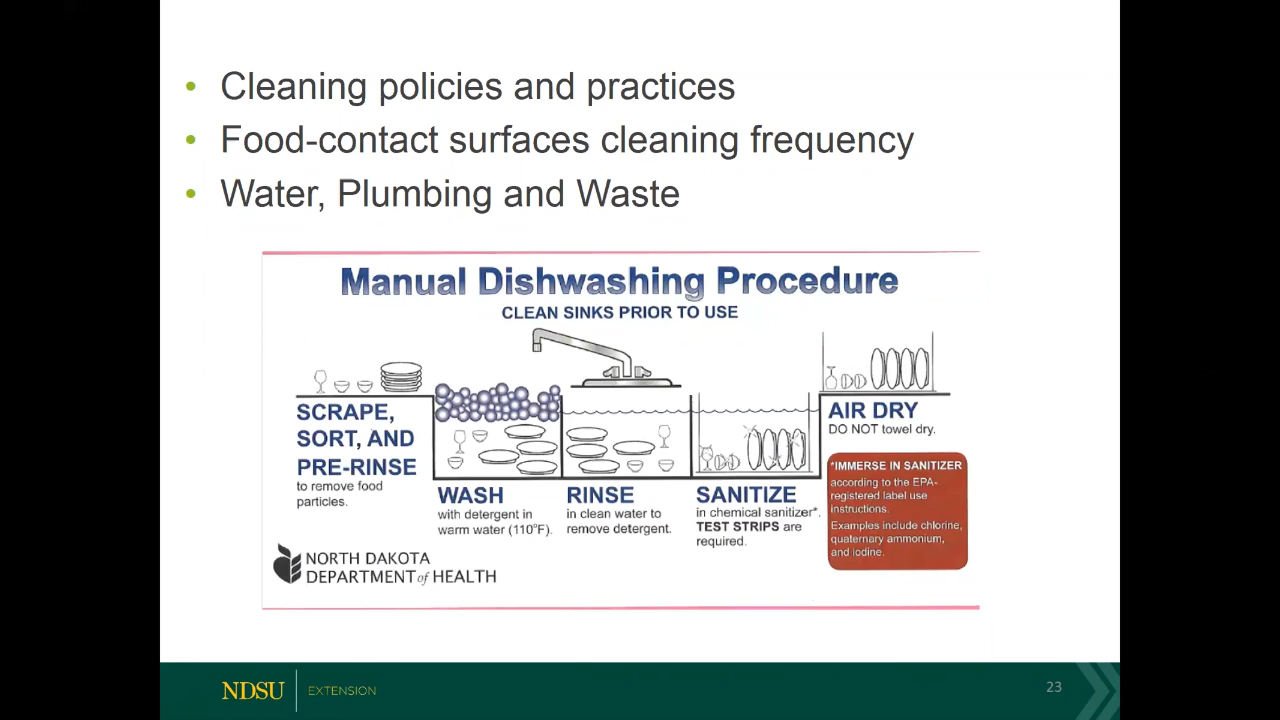 • Cleaning policies and practices
• Food-contact surfaces cleaning frequency
• Water, Plumbing and Waste
Manual Dishwashing Procedure
CLEAN SINKS PRIOR TO USE
SCRAPE,
SORT, AND
PRE-RINSE
to remove food
particles.
WASH
with detergent in
warm water (110°F).
RINSE
in clean water to
remove detergent.
SANITIZE
in chemical sanitizer*.
TEST STRIPS are
required.
AIR DRY
DO NOT towel dry.
*IMMERSE IN SANITIZER
according to the EPA-
registered label use
instructions.
Examples include chlorine,
quaternary ammonium,
and Iodine.
NORTH DAKOTA
DEPARTMENT of HEALTH
NDSU EXTENSION
23